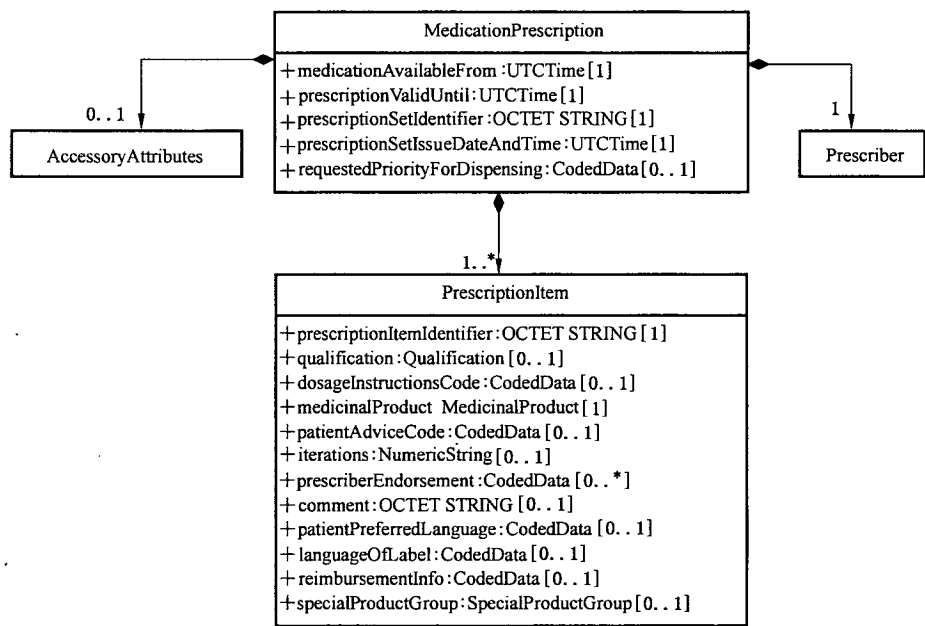 MedicationPrescription
+medicationAvailableFrom:UTCTime[1]
+prescriptionValidUntil:UTCTime[1]
+prescriptionSetIdentifier:OCTET STRING[1]
+prescriptionSetIssueDateAndTime:UTCTime[1]
+requestedPriorityForDispensing:CodedData[0..1]
0..1
AccessoryAttributes
1
Prescriber
1..*
PrescriptionItem
+prescriptionItemIdentifier:OCTET STRING[1]
+qualification:Qualification[0..1]
+dosageInstructionsCode:CodedData[0..1]
+medicinalProduct MedicinalProduct[1]
+patientAdviceCode:CodedData[0..1]
+iterations:NumericString[0..1]
+prescriberEndorsement:CodedData[0..*]
+comment:OCTET STRING[0..1]
+patientPreferredLanguage:CodedData[0..1]
+languageOfLabel:CodedData[0..1]
+reimbursementInfo:CodedData[0..1]
+specialProductGroup:SpecialProductGroup[0..1]